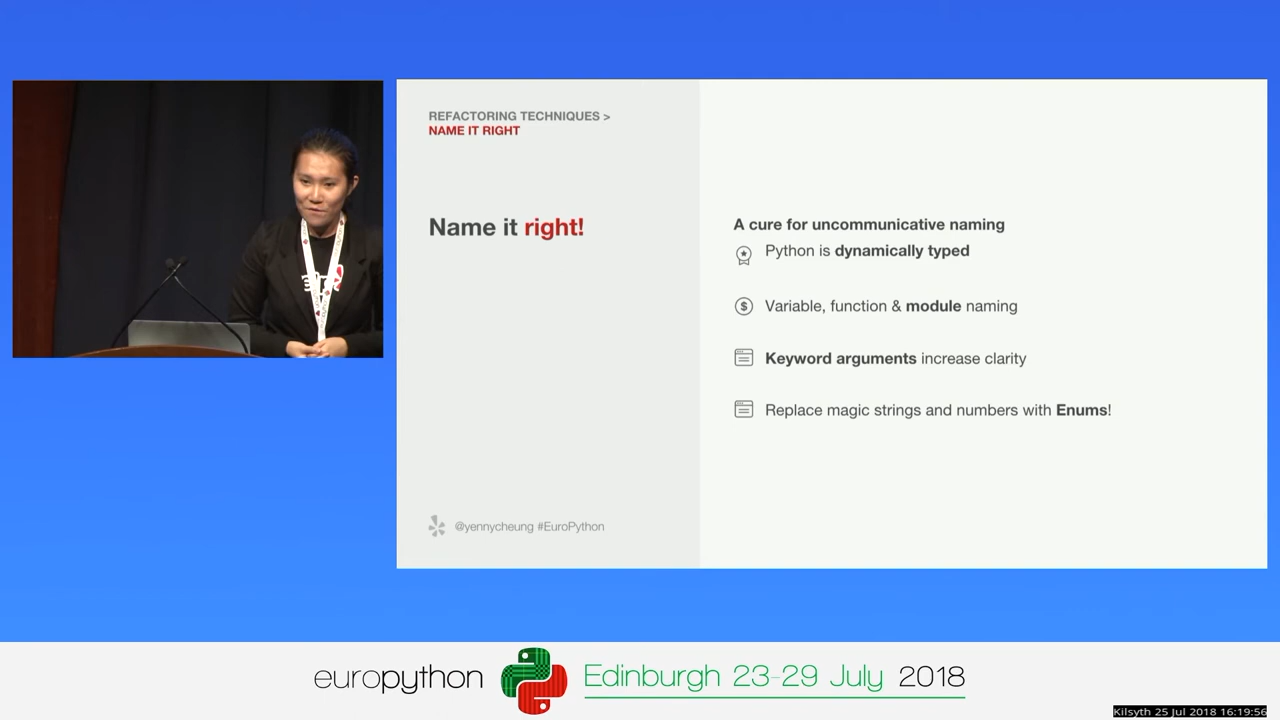 REFACTORING TECHNIQUES >
NAME IT RIGHT
Name it right!
A cure for uncommunicative naming
Python is dynamically typed
$
Variable, function & module naming
Keyword arguments increase clarity
Replace magic strings and numbers with Enums!
@yennycheung #EuroPython
europython
Edinburgh 23-29 July 2018
Kilsyth 25 Jul 2018 16:19:56